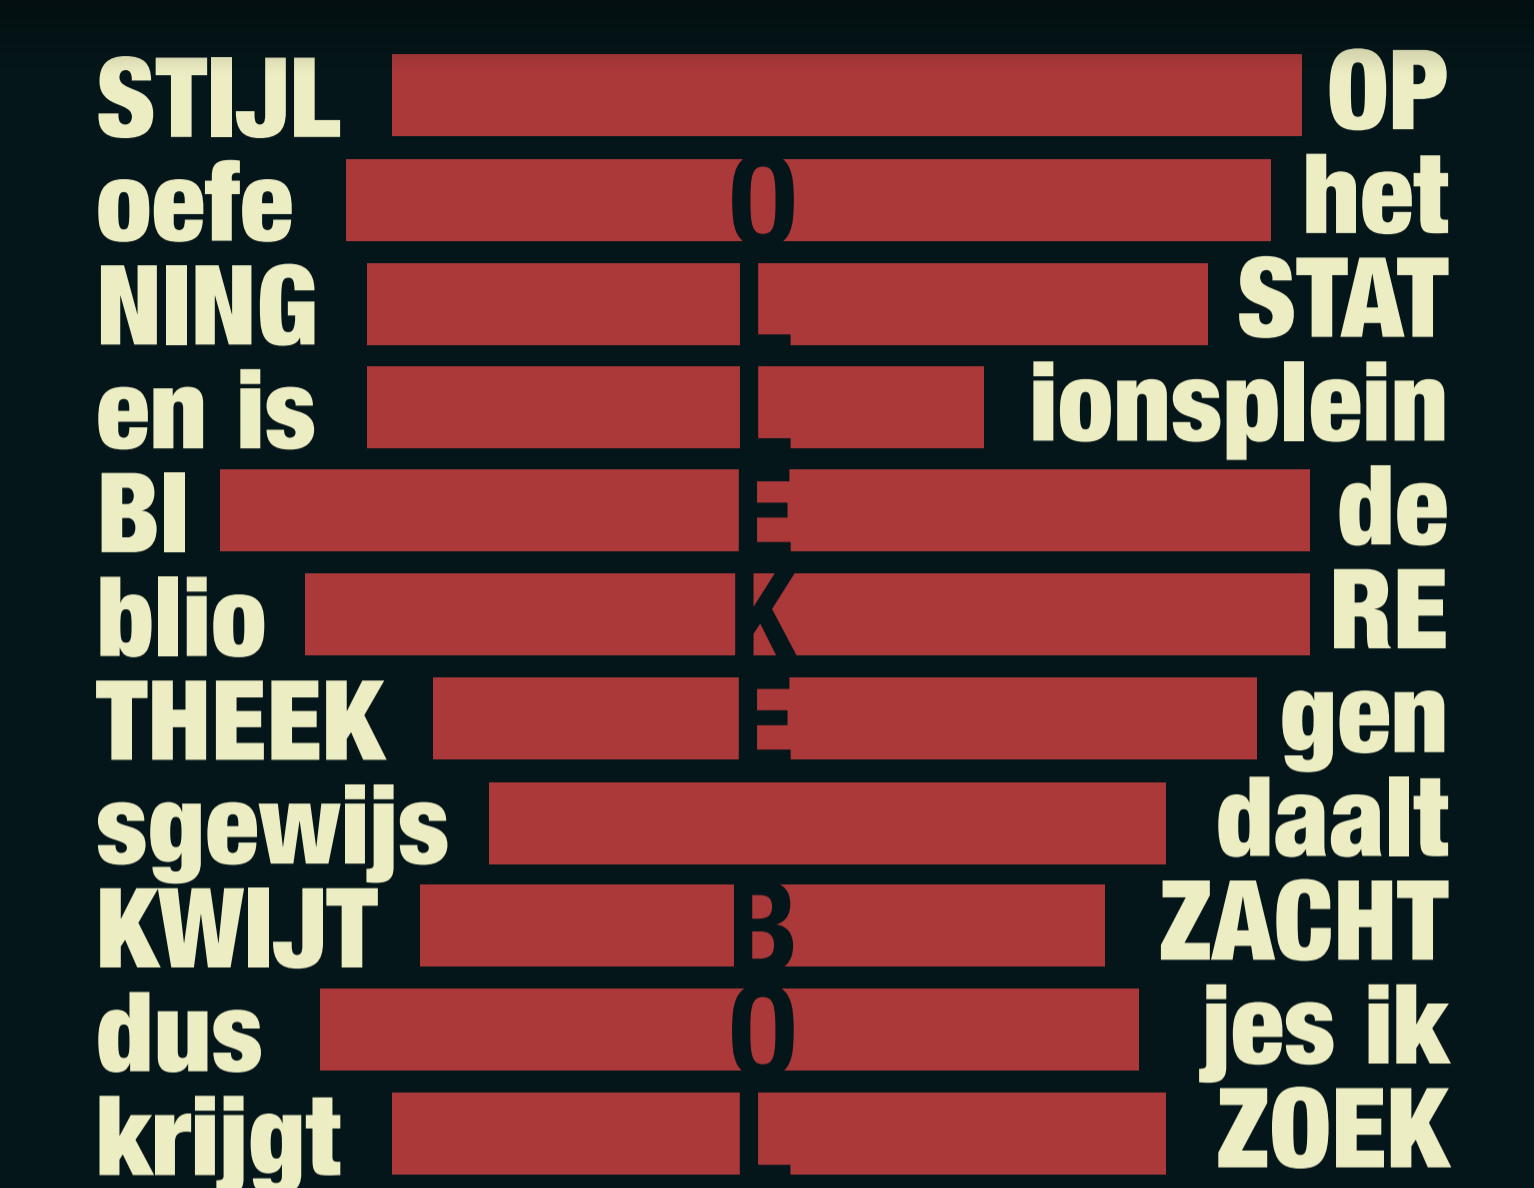 STIJL
oefe
NING
en is
BI
blio
THEEK
sgewijs
KWIJT
dus
krijgt
O
L
L
E
K
E
B
O
L
OP
het
STAT
ionsplein
de
RE
gen
daalt
ZACHT
jes ik
ZOEK